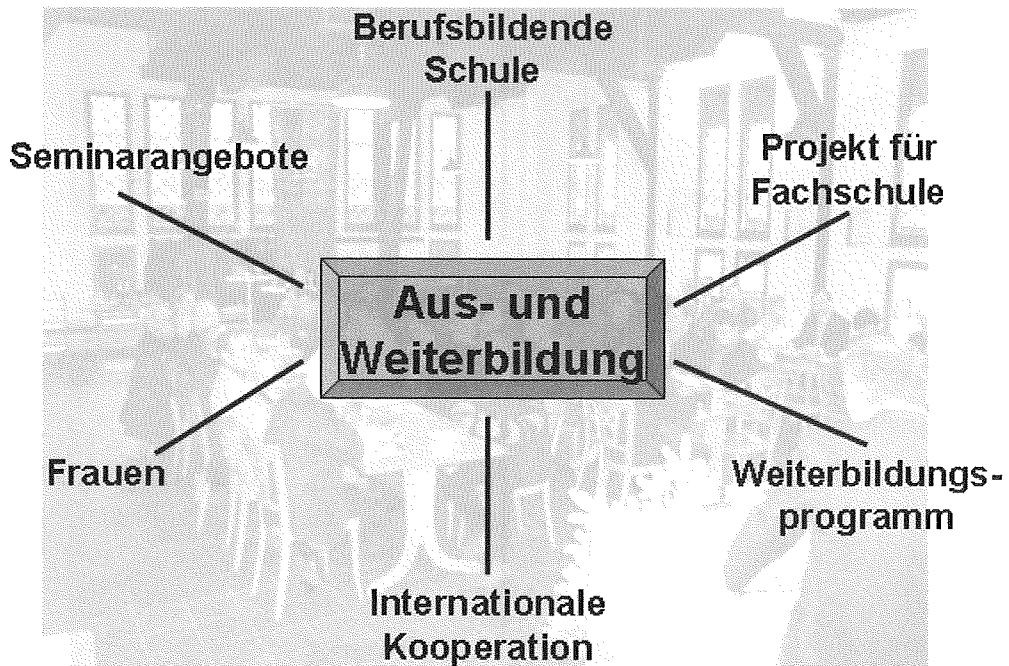 Berufsbildende
Schule
Seminarangebote
Projekt für
Fachschule
Aus- und
Weiterbildung
Frauen
Weiterbildungs-
programm
Internationale
Kooperation